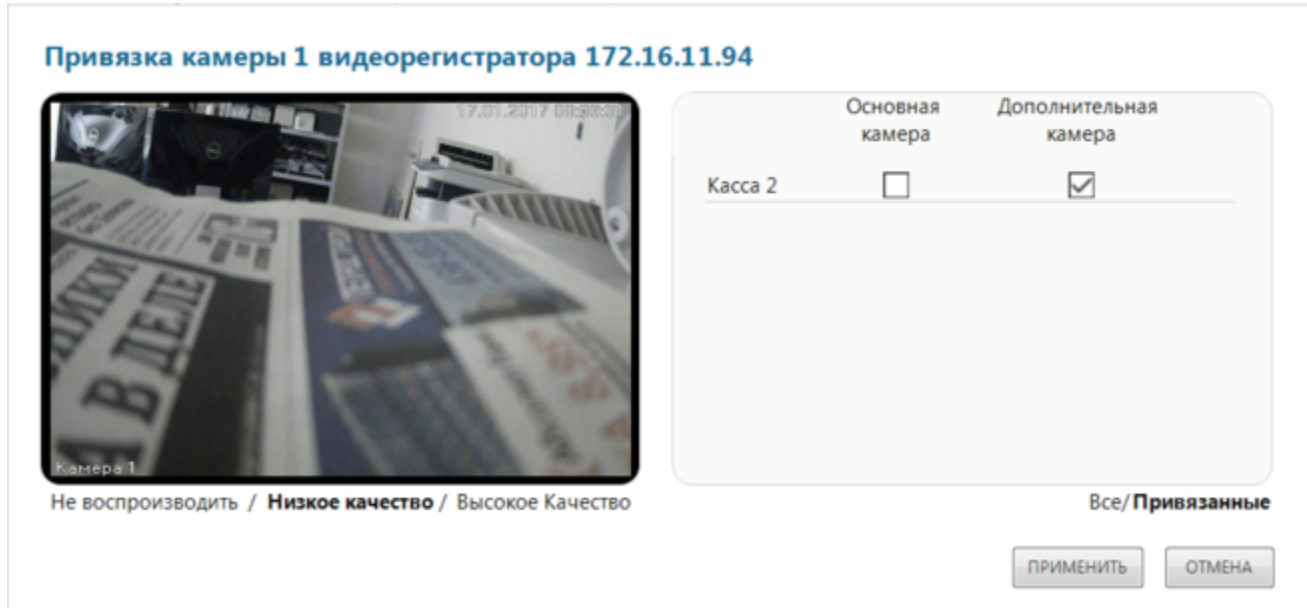 Привязка камеры 1 видеорегистратора 172.16.11.94
Основная камера
Дополнительная камера
Касса 2
А В ДЕЛЕ
Камера 1
Не воспроизводить / Низкое качество / Высокое Качество
Все/Привязанные
ПРИМЕНИТЬ
ОТМЕНА